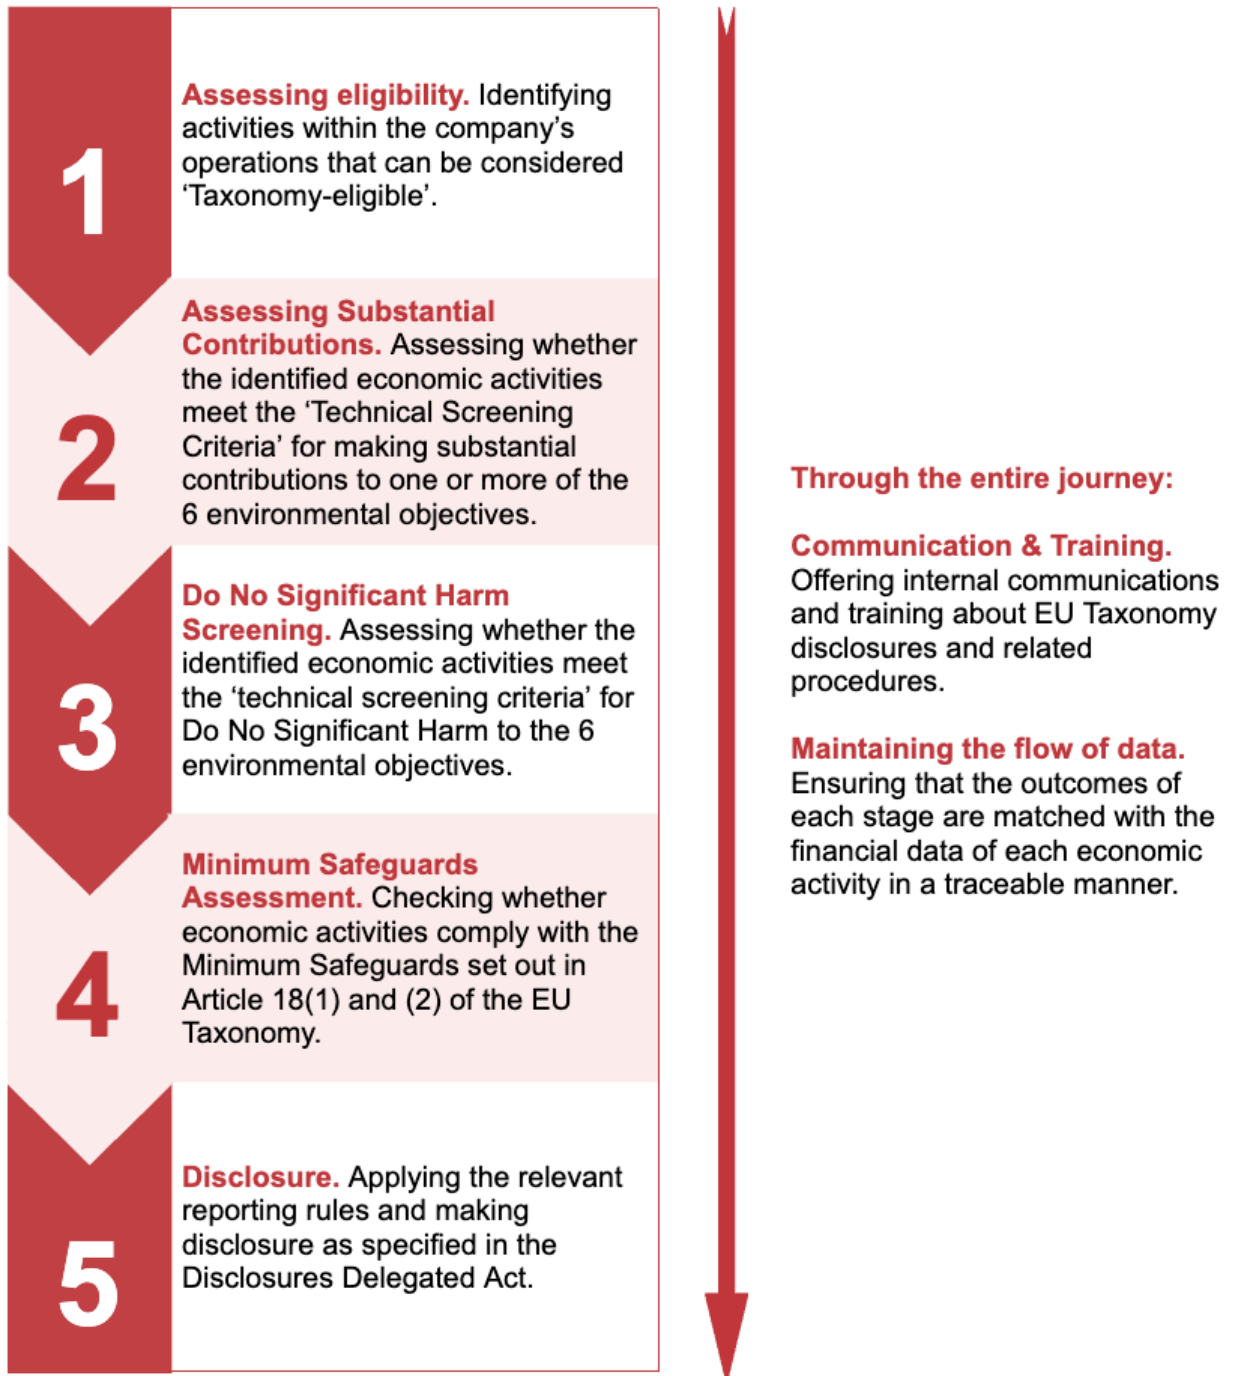 1
Assessing eligibility. Identifying
activities within the company’s
operations that can be considered
‘Taxonomy-eligible’.
2
Assessing Substantial
Contributions. Assessing whether
the identified economic activities
meet the ‘Technical Screening
Criteria’ for making substantial
contributions to one or more of the
6 environmental objectives.
3
Do No Significant Harm
Screening. Assessing whether the
identified economic activities meet
the ‘technical screening criteria’ for
Do No Significant Harm to the 6
environmental objectives.
4
Minimum Safeguards
Assessment. Checking whether
economic activities comply with the
Minimum Safeguards set out in
Article 18(1) and (2) of the EU
Taxonomy.
5
Disclosure. Applying the relevant
reporting rules and making
disclosure as specified in the
Disclosures Delegated Act.
Through the entire journey:
Communication & Training.
Offering internal communications
and training about EU Taxonomy
disclosures and related
procedures.
Maintaining the flow of data.
Ensuring that the outcomes of
each stage are matched with the
financial data of each economic
activity in a traceable manner.